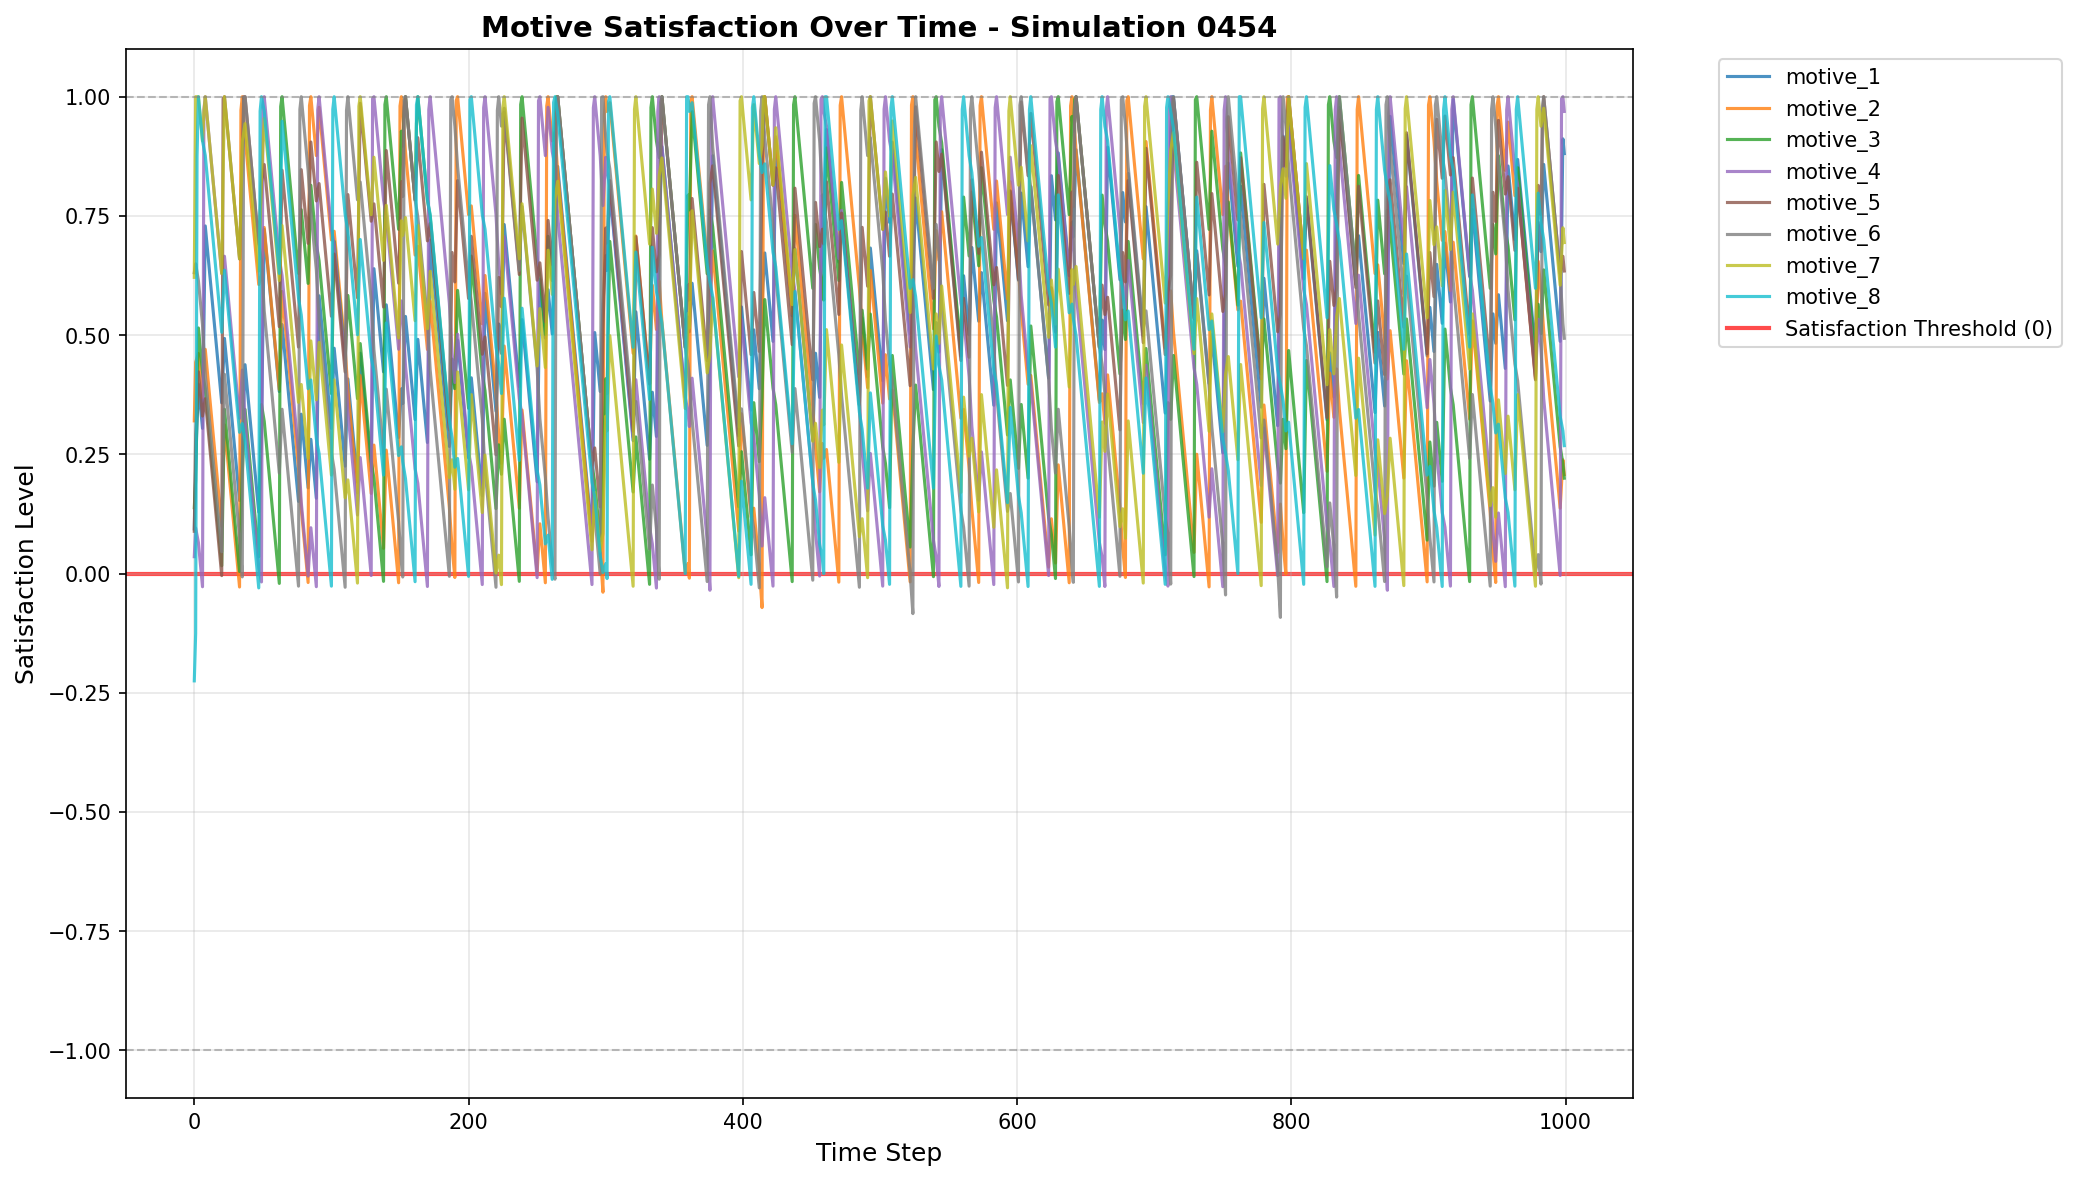 Motive Satisfaction Over Time - Simulation 0454
Satisfaction Level
1.00
0.75
0.50
0.25
0.00
−0.25
−0.50
−0.75
−1.00
0
200
400
600
800
1000
Time Step
motive_1
motive_2
motive_3
motive_4
motive_5
motive_6
motive_7
motive_8
Satisfaction Threshold (0)